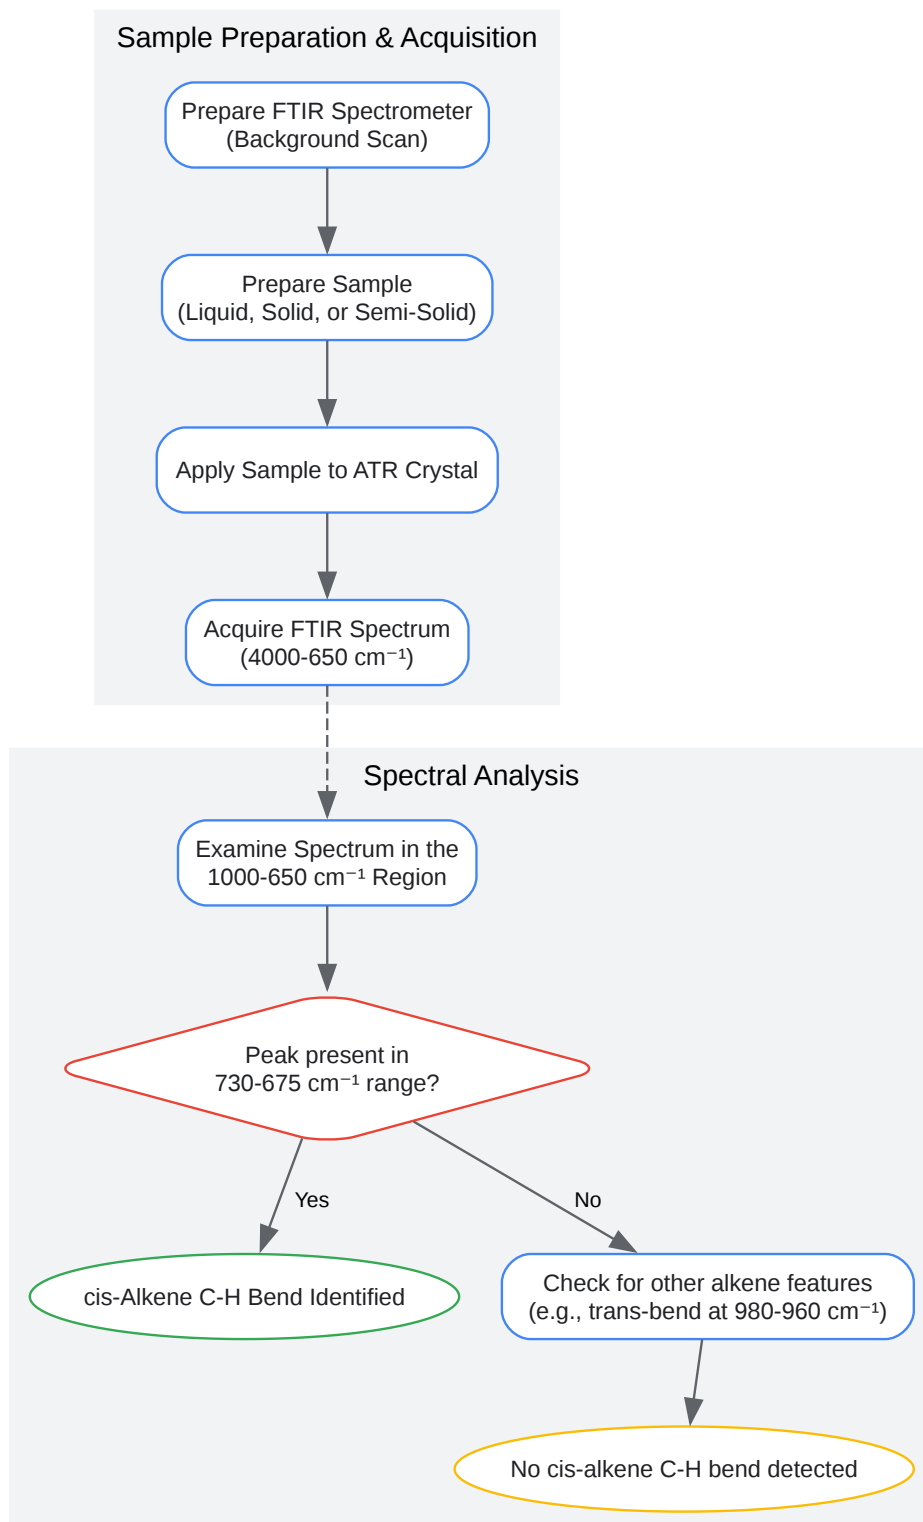 Sample Preparation & Acquisition
Prepare FTIR Spectrometer
(Background Scan)
Prepare Sample
(Liquid, Solid, or Semi-Solid)
Apply Sample to ATR Crystal
Acquire FTIR Spectrum
(4000-650 cm⁻¹)
Spectral Analysis
Examine Spectrum in the
1000-650 cm⁻¹ Region
Peak present in
730-675 cm⁻¹ range?
Yes
No
cis-Alkene C-H Bend Identified
Check for other alkene features
(e.g., trans-bend at 980-960 cm⁻¹)
No cis-alkene C-H bend detected